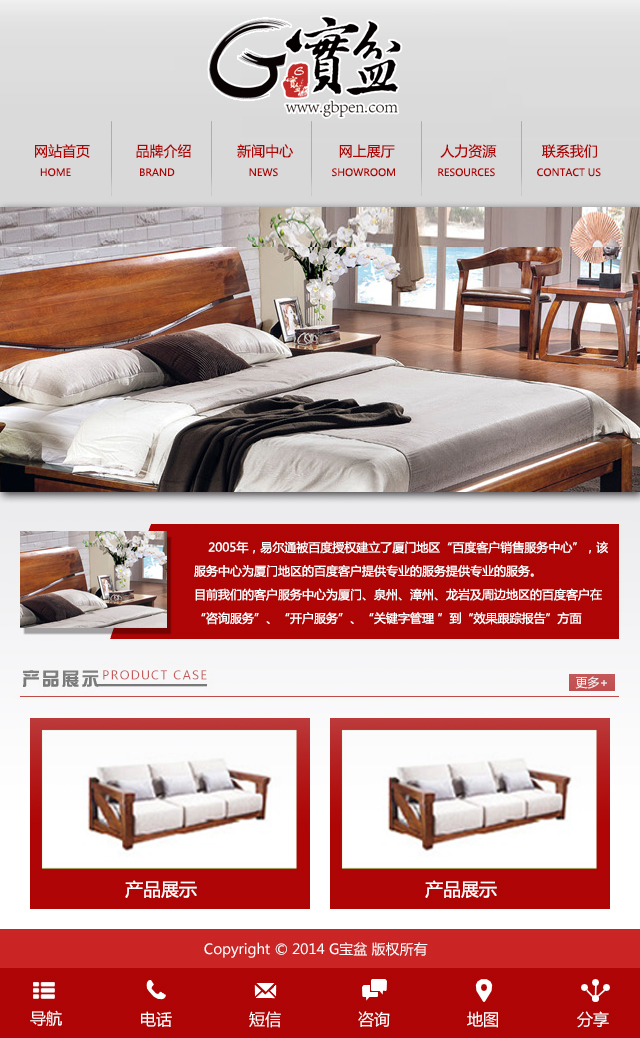 G寶盆
www.gbpen.com
网站首页 品牌介绍 新闻中心 网上展厅 人力资源 联系我们
HOME BRAND NEWS SHOWROOM RESOURCES CONTACT US
2005年，易尔通被百度授权建立了厦门地区“百度客户销售服务中心”，该
服务中心为厦门地区的百度客户提供专业的服务提供专业的服务。
目前我们的客户服务中心为厦门、泉州、漳州、龙岩及周边地区的百度客户在
“咨询服务”、“开户服务”、“关键字管理 ”到“效果跟踪报告”方面
产品展示 PRODUCT CASE 更多+
产品展示 产品展示
Copyright © 2014 G宝盆 版权所有
导航 电话 短信 咨询 地图 分享